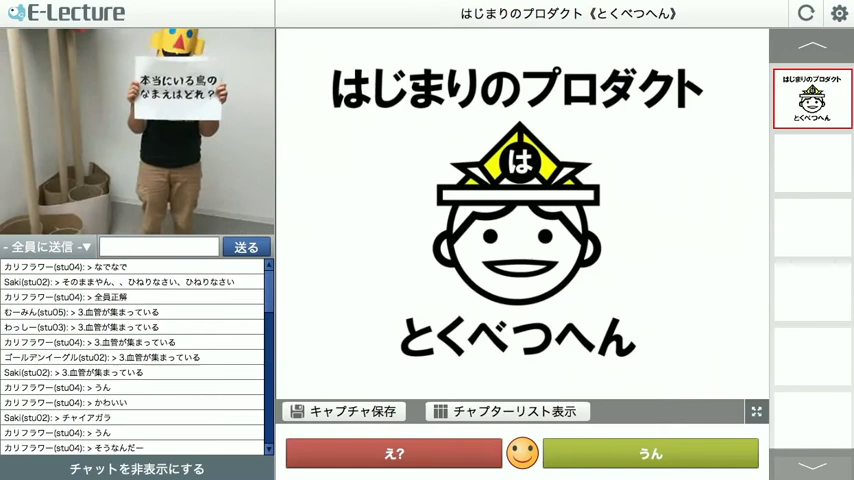 E-Lecture
はじまりのプロダクト《とくべつへん》
本当にいる鳥の
なまえはどれ？
- 全員に送信 -▼
送る
カリフラワー(stu04): > なでなで
Saki(stu02): > そのままやん、、ひねりなさい、ひねりなさい
カリフラワー(stu04): > 全員正解
むーみん(stu05): > 3.血管が集まっている
わっしー(stu03): > 3.血管が集まっている
カリフラワー(stu04): > 3.血管が集まっている
ゴールデンイーグル(stu02): > 3.血管が集まっている
Saki(stu02): > 3.血管が集まっている
カリフラワー(stu04): > うん
カリフラワー(stu04): > かわいい
Saki(stu02): > チャイアガラ
カリフラワー(stu04): > うん
カリフラワー(stu04): > そうなんだー
チャットを非表示にする
はじまりのプロダクト
は
とくべつへん
キャプチャ保存
チャプターリスト表示
え?
うん
はじまりのプロダクト
は
とくべつへん